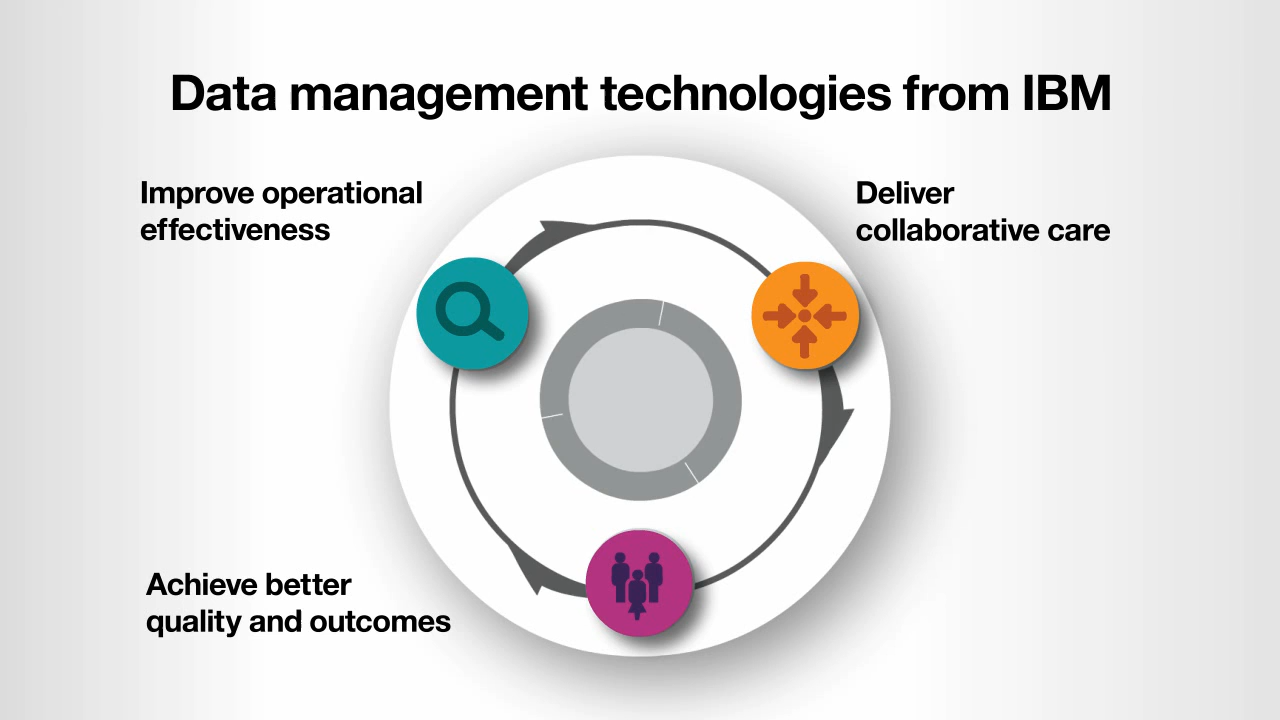 Data management technologies from IBM
Improve operational
effectiveness
Deliver
collaborative care
Achieve better
quality and outcomes